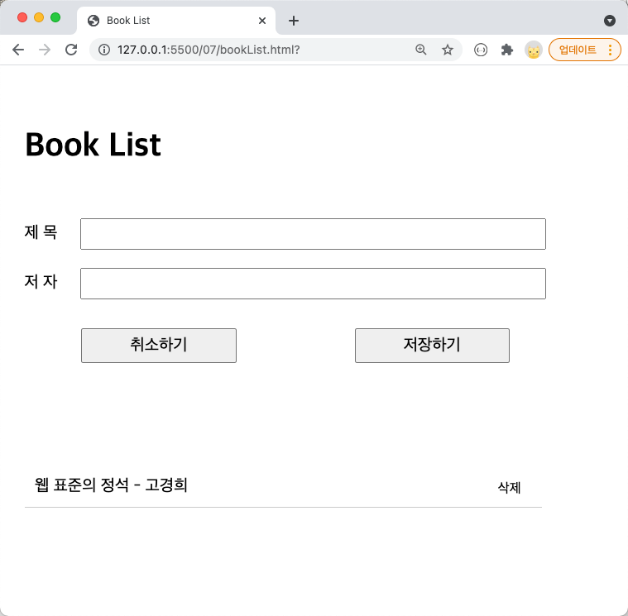 Book List
127.0.0.1:5500/07/bookList.html?
업데이트
Book List
제 목
저 자
취소하기 저장하기
웹 표준의 정석 - 고경희 삭제